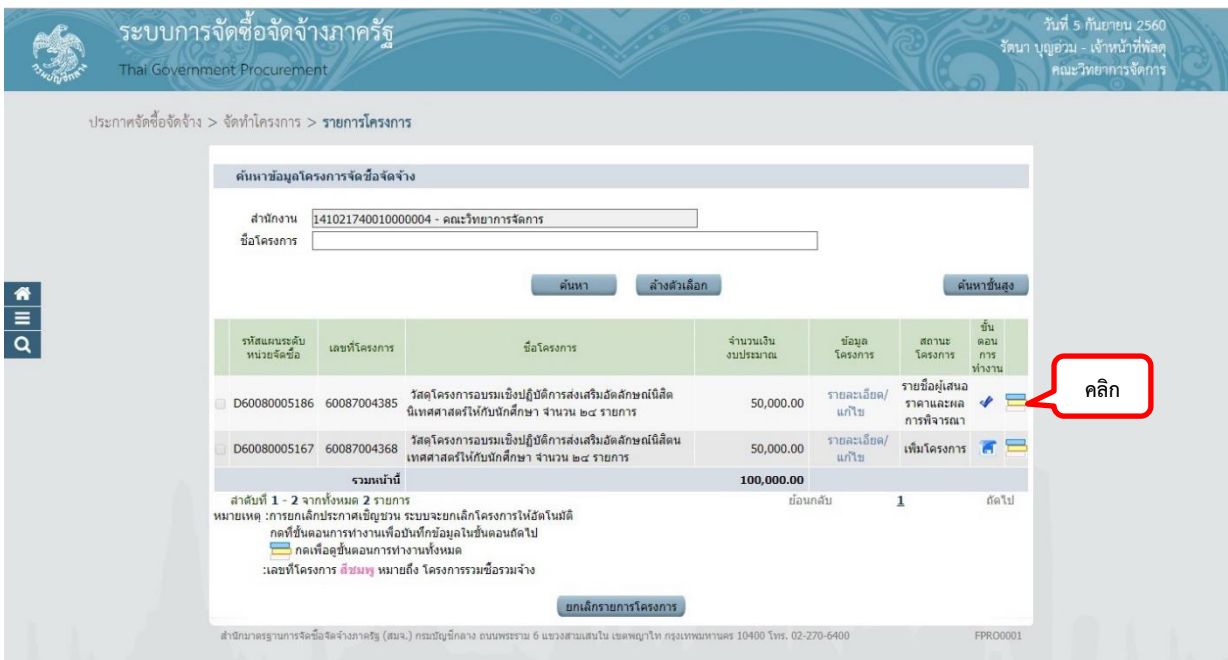 ระบบการจัดซื้อจัดจ้างภาครัฐ
Thai Government Procurement
วันที่ 5 กันยายน 2560
รัตนา บุญอ่วม - เจ้าหน้าที่พัสดุ
คณะวิทยาการจัดการ
กรมบัญชีกลาง
ประกาศจัดซื้อจัดจ้าง > จัดทำโครงการ > รายการโครงการ
ค้นหาข้อมูลโครงการจัดซื้อจัดจ้าง
สำนักงาน 141021740010000004 - คณะวิทยาการจัดการ
ชื่อโครงการ
ค้นหา ล้างตัวเลือก ค้นหาขั้นสูง
รหัสแผนระดับ
หน่วยจัดซื้อ
เลขที่โครงการ
ชื่อโครงการ
จำนวนเงิน
งบประมาณ
ข้อมูล
โครงการ
สถานะ
โครงการ
ขั้น
ตอน
การ
ทำงาน
D60080005186 60087004385
วัสดุโครงการอบรมเชิงปฏิบัติการส่งเสริมอัตลักษณ์นิสิต
นิเทศศาสตร์ให้กับนักศึกษา จำนวน ๒๔ รายการ
50,000.00
รายละเอียด/
แก้ไข
รายชื่อผู้เสนอ
ราคาและผล
การพิจารณา
คลิก
D60080005167 60087004368
วัสดุโครงการอบรมเชิงปฏิบัติการส่งเสริมอัตลักษณ์นิสิตน
เทศศาสตร์ให้กับนักศึกษา จำนวน ๒๔ รายการ
50,000.00
รายละเอียด/
แก้ไข
เพิ่มโครงการ
รวมหน้านี้ 100,000.00
ลำดับที่ 1 - 2 จากทั้งหมด 2 รายการ ย้อนกลับ 1 ถัดไป
หมายเหตุ :การยกเลิกประกาศเชิญชวน ระบบจะยกเลิกโครงการให้อัตโนมัติ
กดที่ขั้นตอนการทำงานเพื่อบันทึกข้อมูลในขั้นตอนถัดไป
กดเพื่อดูขั้นตอนการทำงานทั้งหมด
:เลขที่โครงการ สีชมพู หมายถึง โครงการรวมซื้อรวมจ้าง
ยกเลิกรายการโครงการ
สำนักมาตรฐานการจัดซื้อจัดจ้างภาครัฐ (สมจ.) กรมบัญชีกลาง ถนนพระราม 6 แขวงสามเสนใน เขตพญาไท กรุงเทพมหานคร 10400 โทร. 02-270-6400 FPRO0001